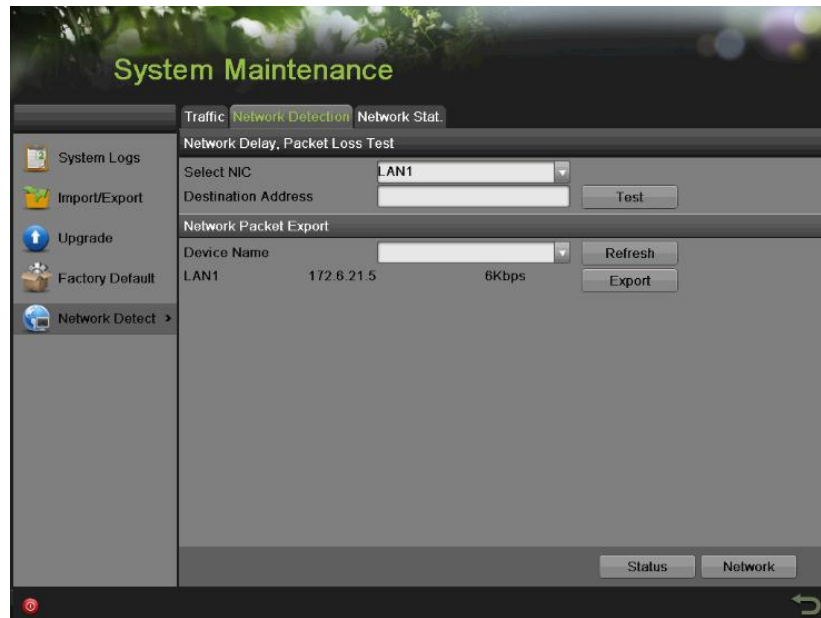 System Maintenance
Traffic Network Detection Network Stat.
System Logs
Import/Export
Upgrade
Factory Default
Network Detect >
Network Delay, Packet Loss Test
Select NIC LAN1
Destination Address Test
Network Packet Export
Device Name Refresh
LAN1 172.6.21.5 6Kbps Export
Status Network